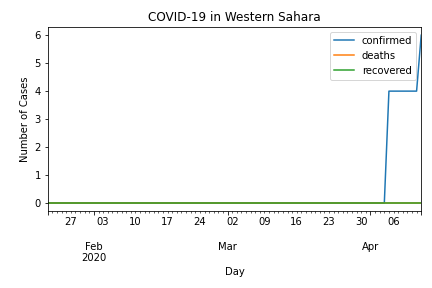 COVID-19 in Western Sahara
confirmed
deaths
recovered
Number of Cases
6
5
4
3
2
1
0
27 03 10 17 24 02 09 16 23 30 06
Feb Mar Apr
2020
Day